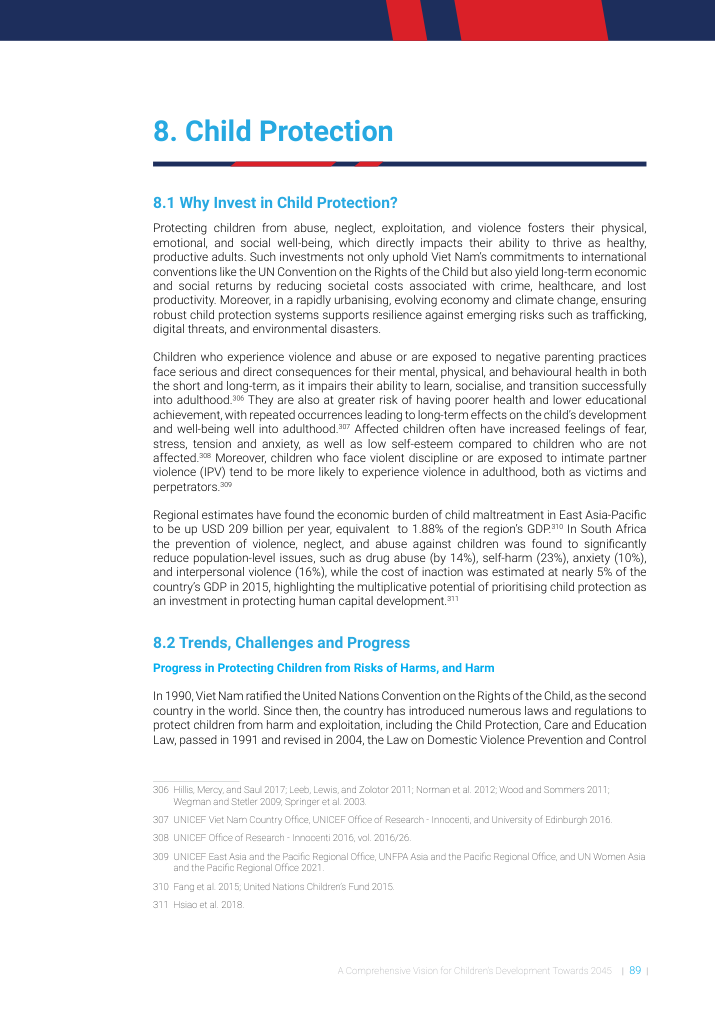 8. Child Protection
8.1 Why Invest in Child Protection?
Protecting children from abuse, neglect, exploitation, and violence fosters their physical,
emotional, and social well-being, which directly impacts their ability to thrive as healthy,
productive adults. Such investments not only uphold Viet Nam's commitments to international
conventions like the UN Convention on the Rights of the Child but also yield long-term economic
and social returns by reducing societal costs associated with crime, healthcare, and lost
productivity. Moreover, in a rapidly urbanising, evolving economy and climate change, ensuring
robust child protection systems supports resilience against emerging risks such as trafficking,
digital threats, and environmental disasters.
Children who experience violence and abuse or are exposed to negative parenting practices
face serious and direct consequences for their mental, physical, and behavioural health in both
the short and long-term, as it impairs their ability to learn, socialise, and transition successfully
into adulthood.306 They are also at greater risk of having poorer health and lower educational
achievement, with repeated occurrences leading to long-term effects on the child's development
and well-being well into adulthood.307 Affected children often have increased feelings of fear,
stress, tension and anxiety, as well as low self-esteem compared to children who are not
affected.308 Moreover, children who face violent discipline or are exposed to intimate partner
violence (IPV) tend to be more likely to experience violence in adulthood, both as victims and
perpetrators.309
Regional estimates have found the economic burden of child maltreatment in East Asia-Pacific
to be up USD 209 billion per year, equivalent to 1.88% of the region's GDP.310 In South Africa
the prevention of violence, neglect, and abuse against children was found to significantly
reduce population-level issues, such as drug abuse (by 14%), self-harm (23%), anxiety (10%),
and interpersonal violence (16%), while the cost of inaction was estimated at nearly 5% of the
country's GDP in 2015, highlighting the multiplicative potential of prioritising child protection as
an investment in protecting human capital development.311
8.2 Trends, Challenges and Progress
Progress in Protecting Children from Risks of Harms, and Harm
In 1990, Viet Nam ratified the United Nations Convention on the Rights of the Child, as the second
country in the world. Since then, the country has introduced numerous laws and regulations to
protect children from harm and exploitation, including the Child Protection, Care and Education
Law, passed in 1991 and revised in 2004, the Law on Domestic Violence Prevention and Control
306 Hillis, Mercy, and Saul 2017; Leeb, Lewis, and Zolotor 2011; Norman et al. 2012; Wood and Sommers 2011;
Wegman and Stetler 2009; Springer et al. 2003.
307 UNICEF Viet Nam Country Office, UNICEF Office of Research - Innocenti, and University of Edinburgh 2016.
308 UNICEF Office of Research - Innocenti 2016, vol. 2016/26.
309 UNICEF East Asia and the Pacific Regional Office, UNFPA Asia and the Pacific Regional Office, and UN Women Asia
and the Pacific Regional Office 2021.
310 Fang et al. 2015; United Nations Children's Fund 2015.
311 Hsiao et al. 2018.
A Comprehensive Vision for Children's Development Towards 2045 | 89 |